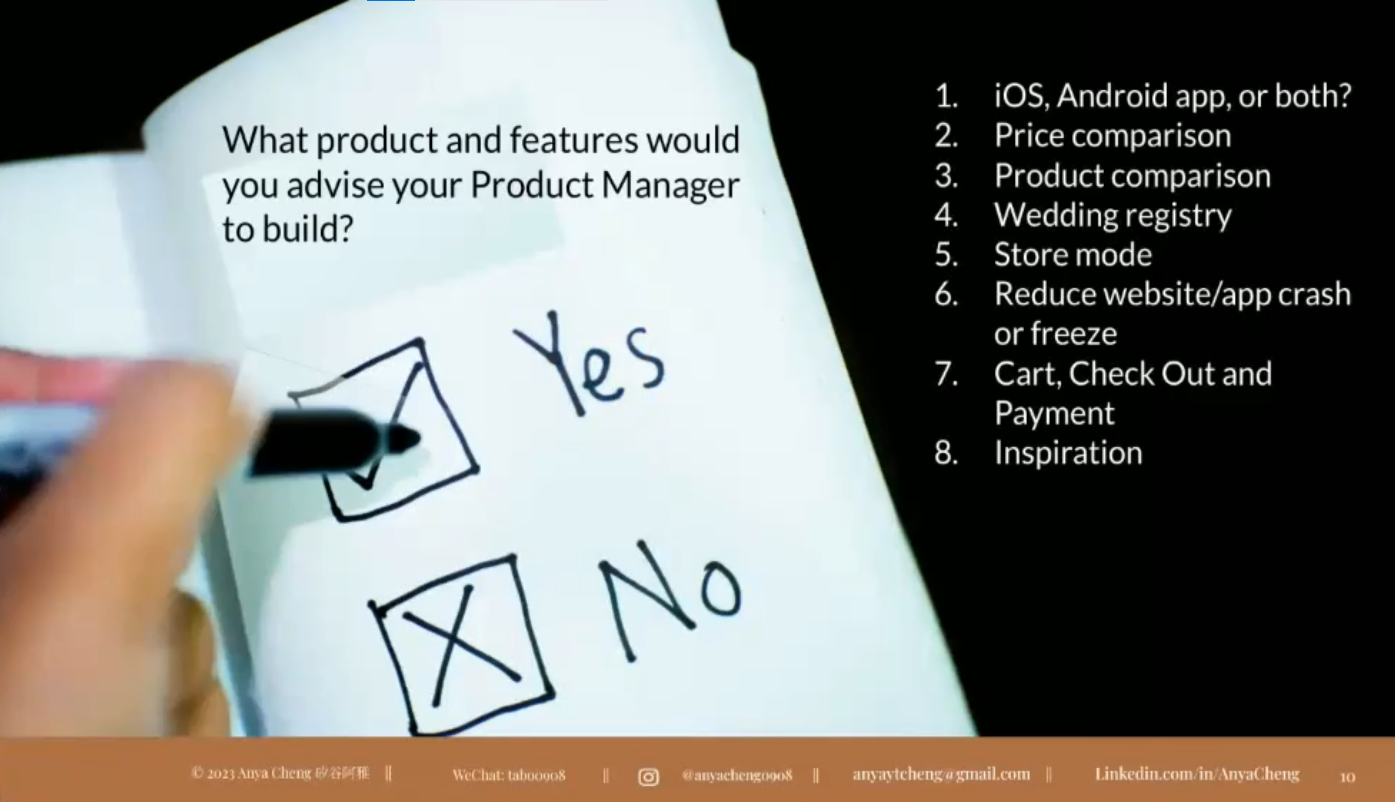 What product and features would
you advise your Product Manager
to build?
Yes
No
1. iOS, Android app, or both?
2. Price comparison
3. Product comparison
4. Wedding registry
5. Store mode
6. Reduce website/app crash
or freeze
7. Cart, Check Out and
Payment
8. Inspiration
© 2023 Anya Cheng 矽谷阿雅 || WeChat: tab00908 || @anyacheng0908 || anyaytcheng@gmail.com || Linkedin.com/in/AnyaCheng 10